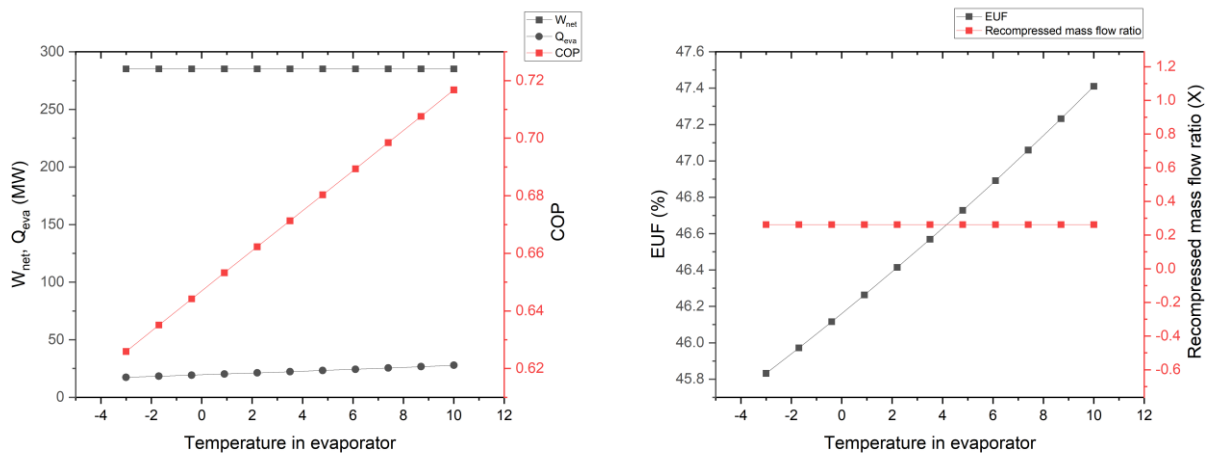 W_net
Q_eva
COP
300
250
200
150
100
50
0
W_net, Q_eva (MW)
0.72
0.70
0.68
0.66
0.64
0.62
COP
-4 -2 0 2 4 6 8 10 12
Temperature in evaporator
EUF
Recompressed mass flow ratio
47.6
47.4
47.2
47.0
46.8
46.6
46.4
46.2
46.0
45.8
EUF (%)
1.2
1.0
0.8
0.6
0.4
0.2
0.0
-0.2
-0.4
-0.6
Recompressed mass flow ratio (X)
-4 -2 0 2 4 6 8 10 12
Temperature in evaporator